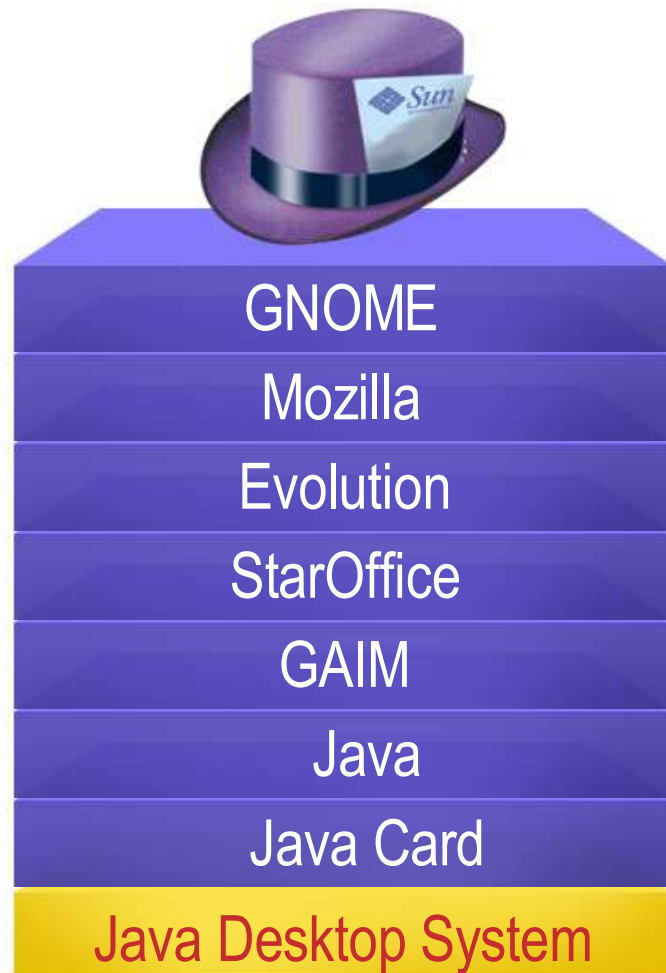 Sun
GNOME
Mozilla
Evolution
StarOffice
GAIM
Java
Java Card
Java Desktop System